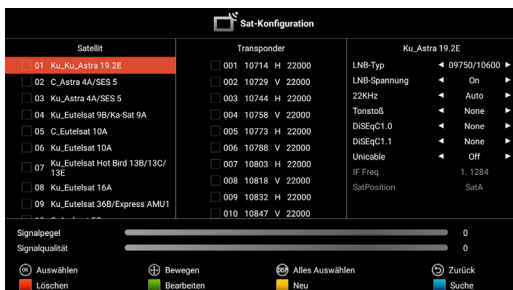 Sat-Konfiguration
Satellit
01 Ku_Ku_Astra 19.2E
02 C_Astra 4A/SES 5
03 Ku_Astra 4A/SES 5
04 Ku_Eutelsat 9B/Ka-Sat 9A
05 C_Eutelsat 10A
06 Ku_Eutelsat 10A
07 Ku_Eutelsat Hot Bird 13B/13C/
13E
08 Ku_Eutelsat 16A
09 Ku_Eutelsat 36B/Express AMU1
Transponder
001 10714 H 22000
002 10729 V 22000
003 10744 H 22000
004 10758 V 22000
005 10773 H 22000
006 10788 V 22000
007 10803 H 22000
008 10818 V 22000
009 10832 H 22000
010 10847 V 22000
Ku_Astra 19.2E
LNB-Typ 09750/10600
LNB-Spannung On
22KHz Auto
Tonstoß None
DiSEqC1.0 None
DiSEqC1.1 None
Unicable Off
IF Freq 1. 1284
SatPosition SatA
Signalpegel 0
Signalqualität 0
OK Auswählen
Bewegen
Alles Auswählen
Zurück
Löschen
Bearbeiten
Neu
Suche